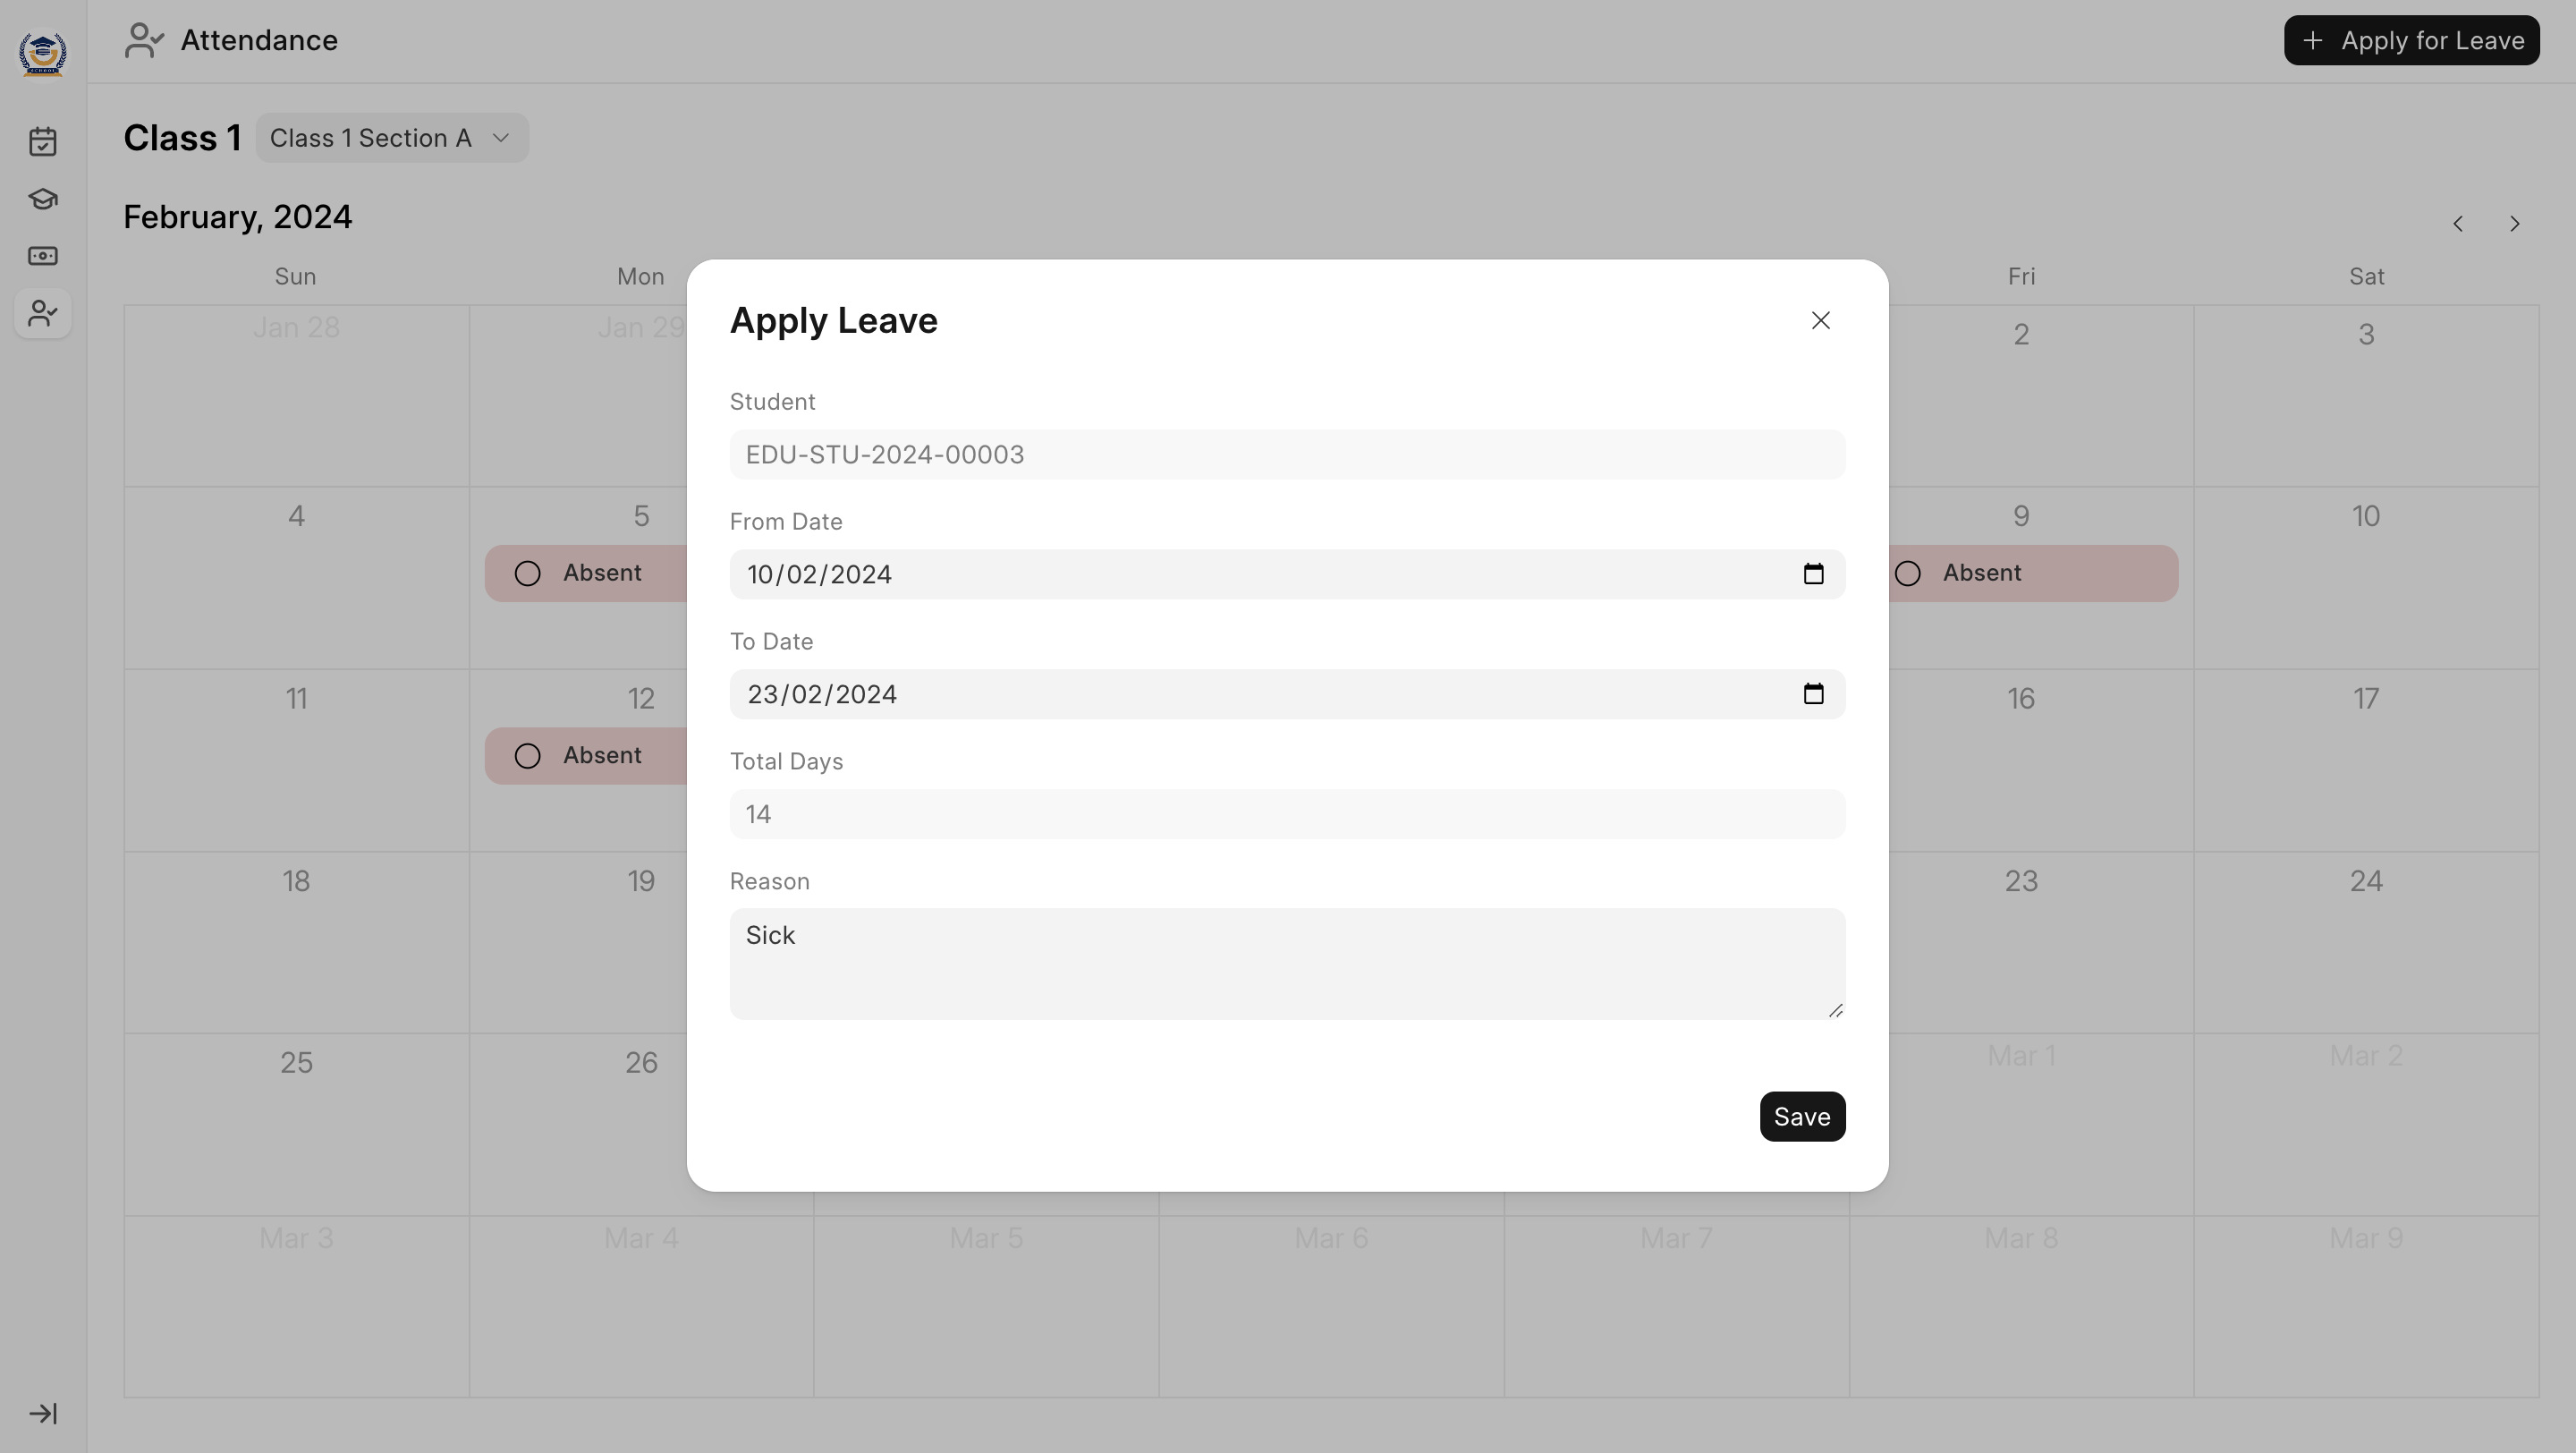 Attendance
Apply for Leave
Class 1
Class 1 Section A
February, 2024
Sun Mon Fri Sat
Jan 28 Jan 29 2 3
Apply Leave
Student
EDU-STU-2024-00003
From Date
10/02/2024
To Date
23/02/2024
Total Days
14
Reason
Sick
Save
4 5 9 10
Absent Absent
11 12 16 17
Absent
18 19 23 24
25 26 Mar 1 Mar 2
Mar 3 Mar 4 Mar 5 Mar 6 Mar 7 Mar 8 Mar 9